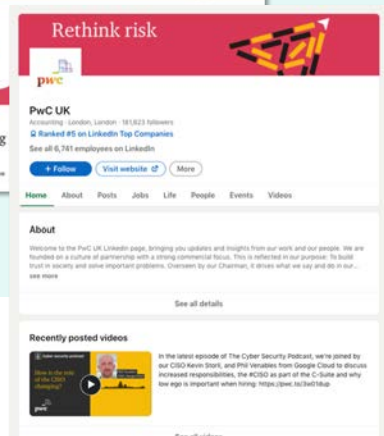 Rethink risk
pwc
PwC UK
Accounting · London, London · 181,623 followers
Ranked #5 on LinkedIn Top Companies
See all 6,741 employees on LinkedIn
+ Follow
Visit website
More
Home About Posts Jobs Life People Events Videos
About
Welcome to the PwC UK LinkedIn page, bringing you updates and insights from our work and our people. We are
founded on a culture of partnership with a strong commercial focus. This is reflected in our purpose: To build
trust in society and solve important problems. Overseen by our Chairman, it drives what we say and do in our...
see more
See all details
Recently posted videos
Cyber security podcast
How is the role
of the CISO
changing?
pwc
In the latest episode of The Cyber Security Podcast, we're joined by
our CISO Kevin Storli, and Phil Venables from Google Cloud to discuss
increased responsibilities, the #CISO as part of the C-Suite and why
low ego is important when hiring: